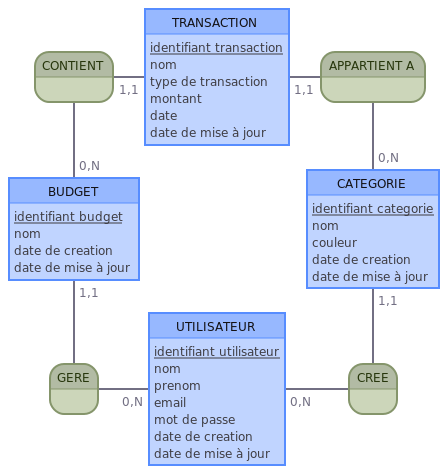 TRANSACTION
identifiant transaction
nom
type de transaction
montant
date
date de mise à jour
CONTIENT
APPARTIENT A
1,1
1,1
0,N
0,N
BUDGET
identifiant budget
nom
date de creation
date de mise à jour
CATEGORIE
identifiant categorie
nom
couleur
date de creation
date de mise à jour
1,1
1,1
UTILISATEUR
identifiant utilisateur
nom
prenom
email
mot de passe
date de creation
date de mise à jour
GERE
CREE
0,N
0,N